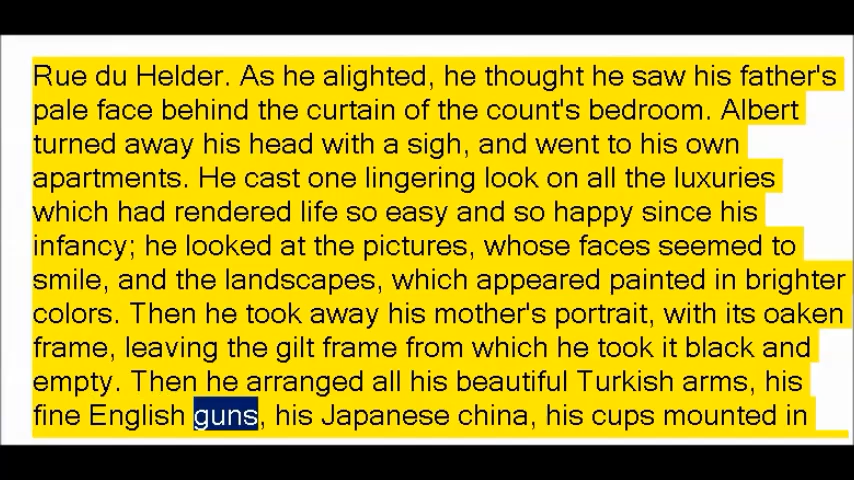 Rue du Helder. As he alighted, he thought he saw his father's
pale face behind the curtain of the count's bedroom. Albert
turned away his head with a sigh, and went to his own
apartments. He cast one lingering look on all the luxuries
which had rendered life so easy and so happy since his
infancy; he looked at the pictures, whose faces seemed to
smile, and the landscapes, which appeared painted in brighter
colors. Then he took away his mother's portrait, with its oaken
frame, leaving the gilt frame from which he took it black and
empty. Then he arranged all his beautiful Turkish arms, his
fine English guns, his Japanese china, his cups mounted in